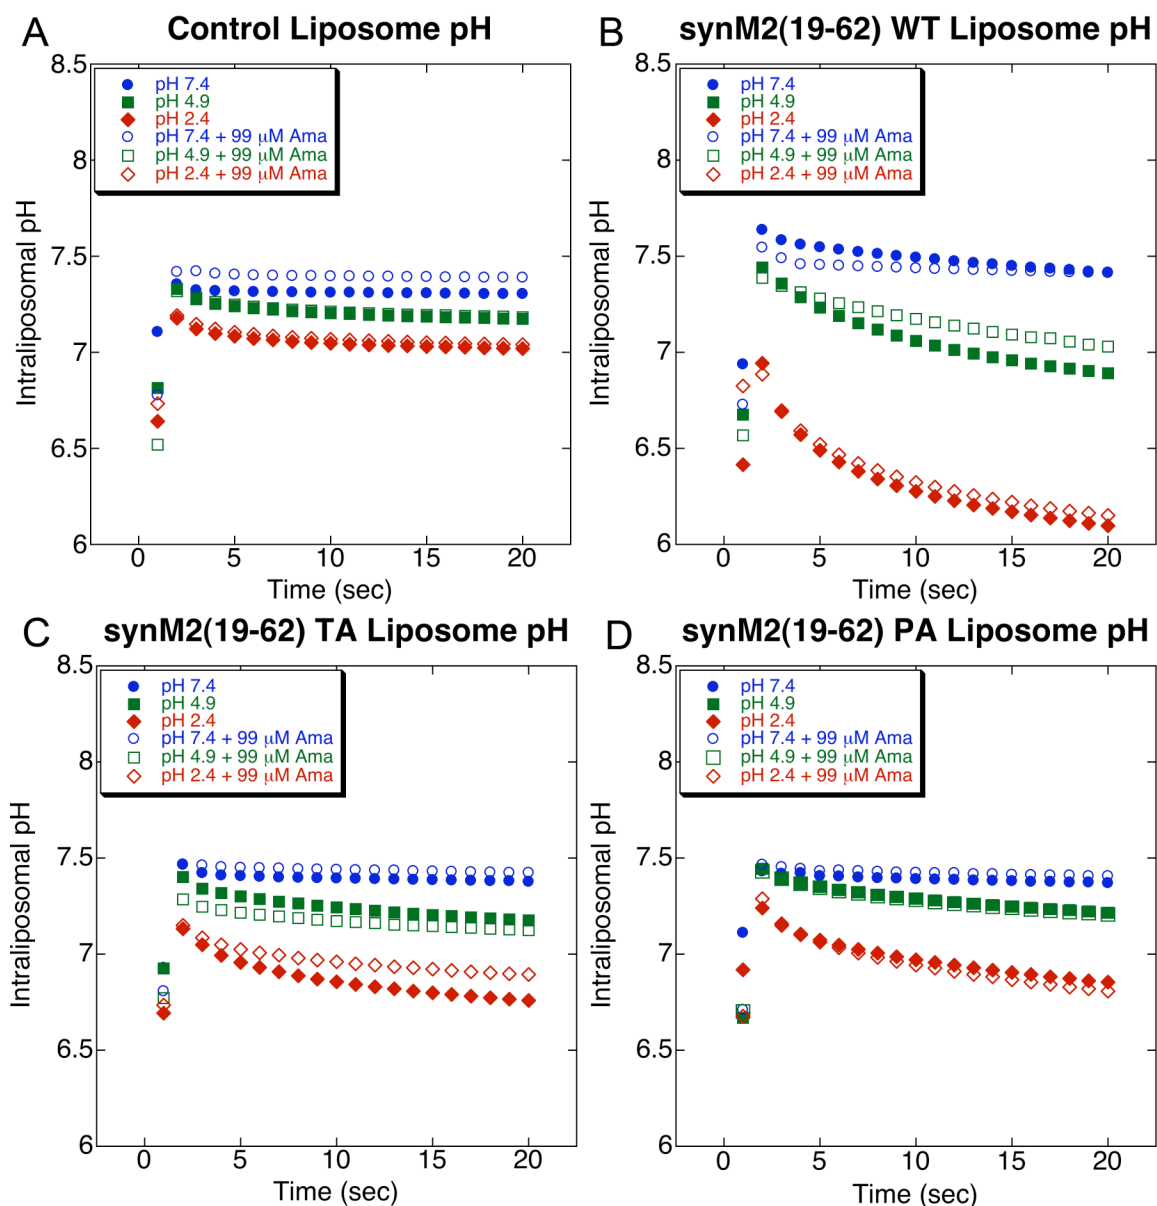 A
Control Liposome pH
8.5
8
7.5
7
6.5
6
Intraliposomal pH
pH 7.4
pH 4.9
pH 2.4
pH 7.4 + 99 μM Ama
pH 4.9 + 99 μM Ama
pH 2.4 + 99 μM Ama
0 5 10 15 20
Time (sec)
B
synM2(19-62) WT Liposome pH
8.5
8
7.5
7
6.5
6
Intraliposomal pH
pH 7.4
pH 4.9
pH 2.4
pH 7.4 + 99 μM Ama
pH 4.9 + 99 μM Ama
pH 2.4 + 99 μM Ama
0 5 10 15 20
Time (sec)
C
synM2(19-62) TA Liposome pH
8.5
8
7.5
7
6.5
6
Intraliposomal pH
pH 7.4
pH 4.9
pH 2.4
pH 7.4 + 99 μM Ama
pH 4.9 + 99 μM Ama
pH 2.4 + 99 μM Ama
0 5 10 15 20
Time (sec)
D
synM2(19-62) PA Liposome pH
8.5
8
7.5
7
6.5
6
Intraliposomal pH
pH 7.4
pH 4.9
pH 2.4
pH 7.4 + 99 μM Ama
pH 4.9 + 99 μM Ama
pH 2.4 + 99 μM Ama
0 5 10 15 20
Time (sec)